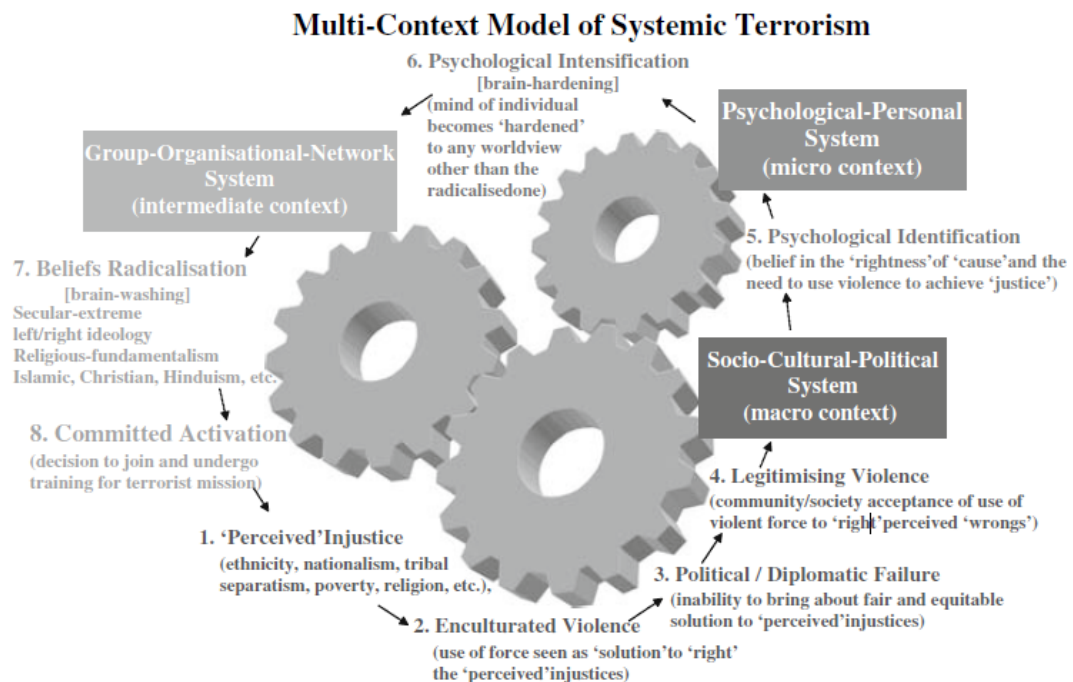 Multi-Context Model of Systemic Terrorism
6. Psychological Intensification
[brain-hardening]
(mind of individual
becomes ‘hardened’
to any worldview
other than the
radicalisedone)
Psychological-Personal
System
(micro context)
Group-Organisational-Network
System
(intermediate context)
5. Psychological Identification
(belief in the ‘rightness’of ‘cause’and the
need to use violence to achieve ‘justice’)
7. Beliefs Radicalisation
[brain-washing]
Secular-extreme
left/right ideology
Religious-fundamentalism
Islamic, Christian, Hinduism, etc.
Socio-Cultural-Political
System
(macro context)
8. Committed Activation
(decision to join and undergo
training for terrorist mission)
4. Legitimising Violence
(community/society acceptance of use of
violent force to ‘right’perceived ‘wrongs’)
1. ‘Perceived’Injustice
(ethnicity, nationalism, tribal
separatism, poverty, religion, etc.),
3. Political / Diplomatic Failure
(inability to bring about fair and equitable
solution to ‘perceived’injustices)
2. Enculturated Violence
(use of force seen as ‘solution’to ‘right’
the ‘perceived’injustices)